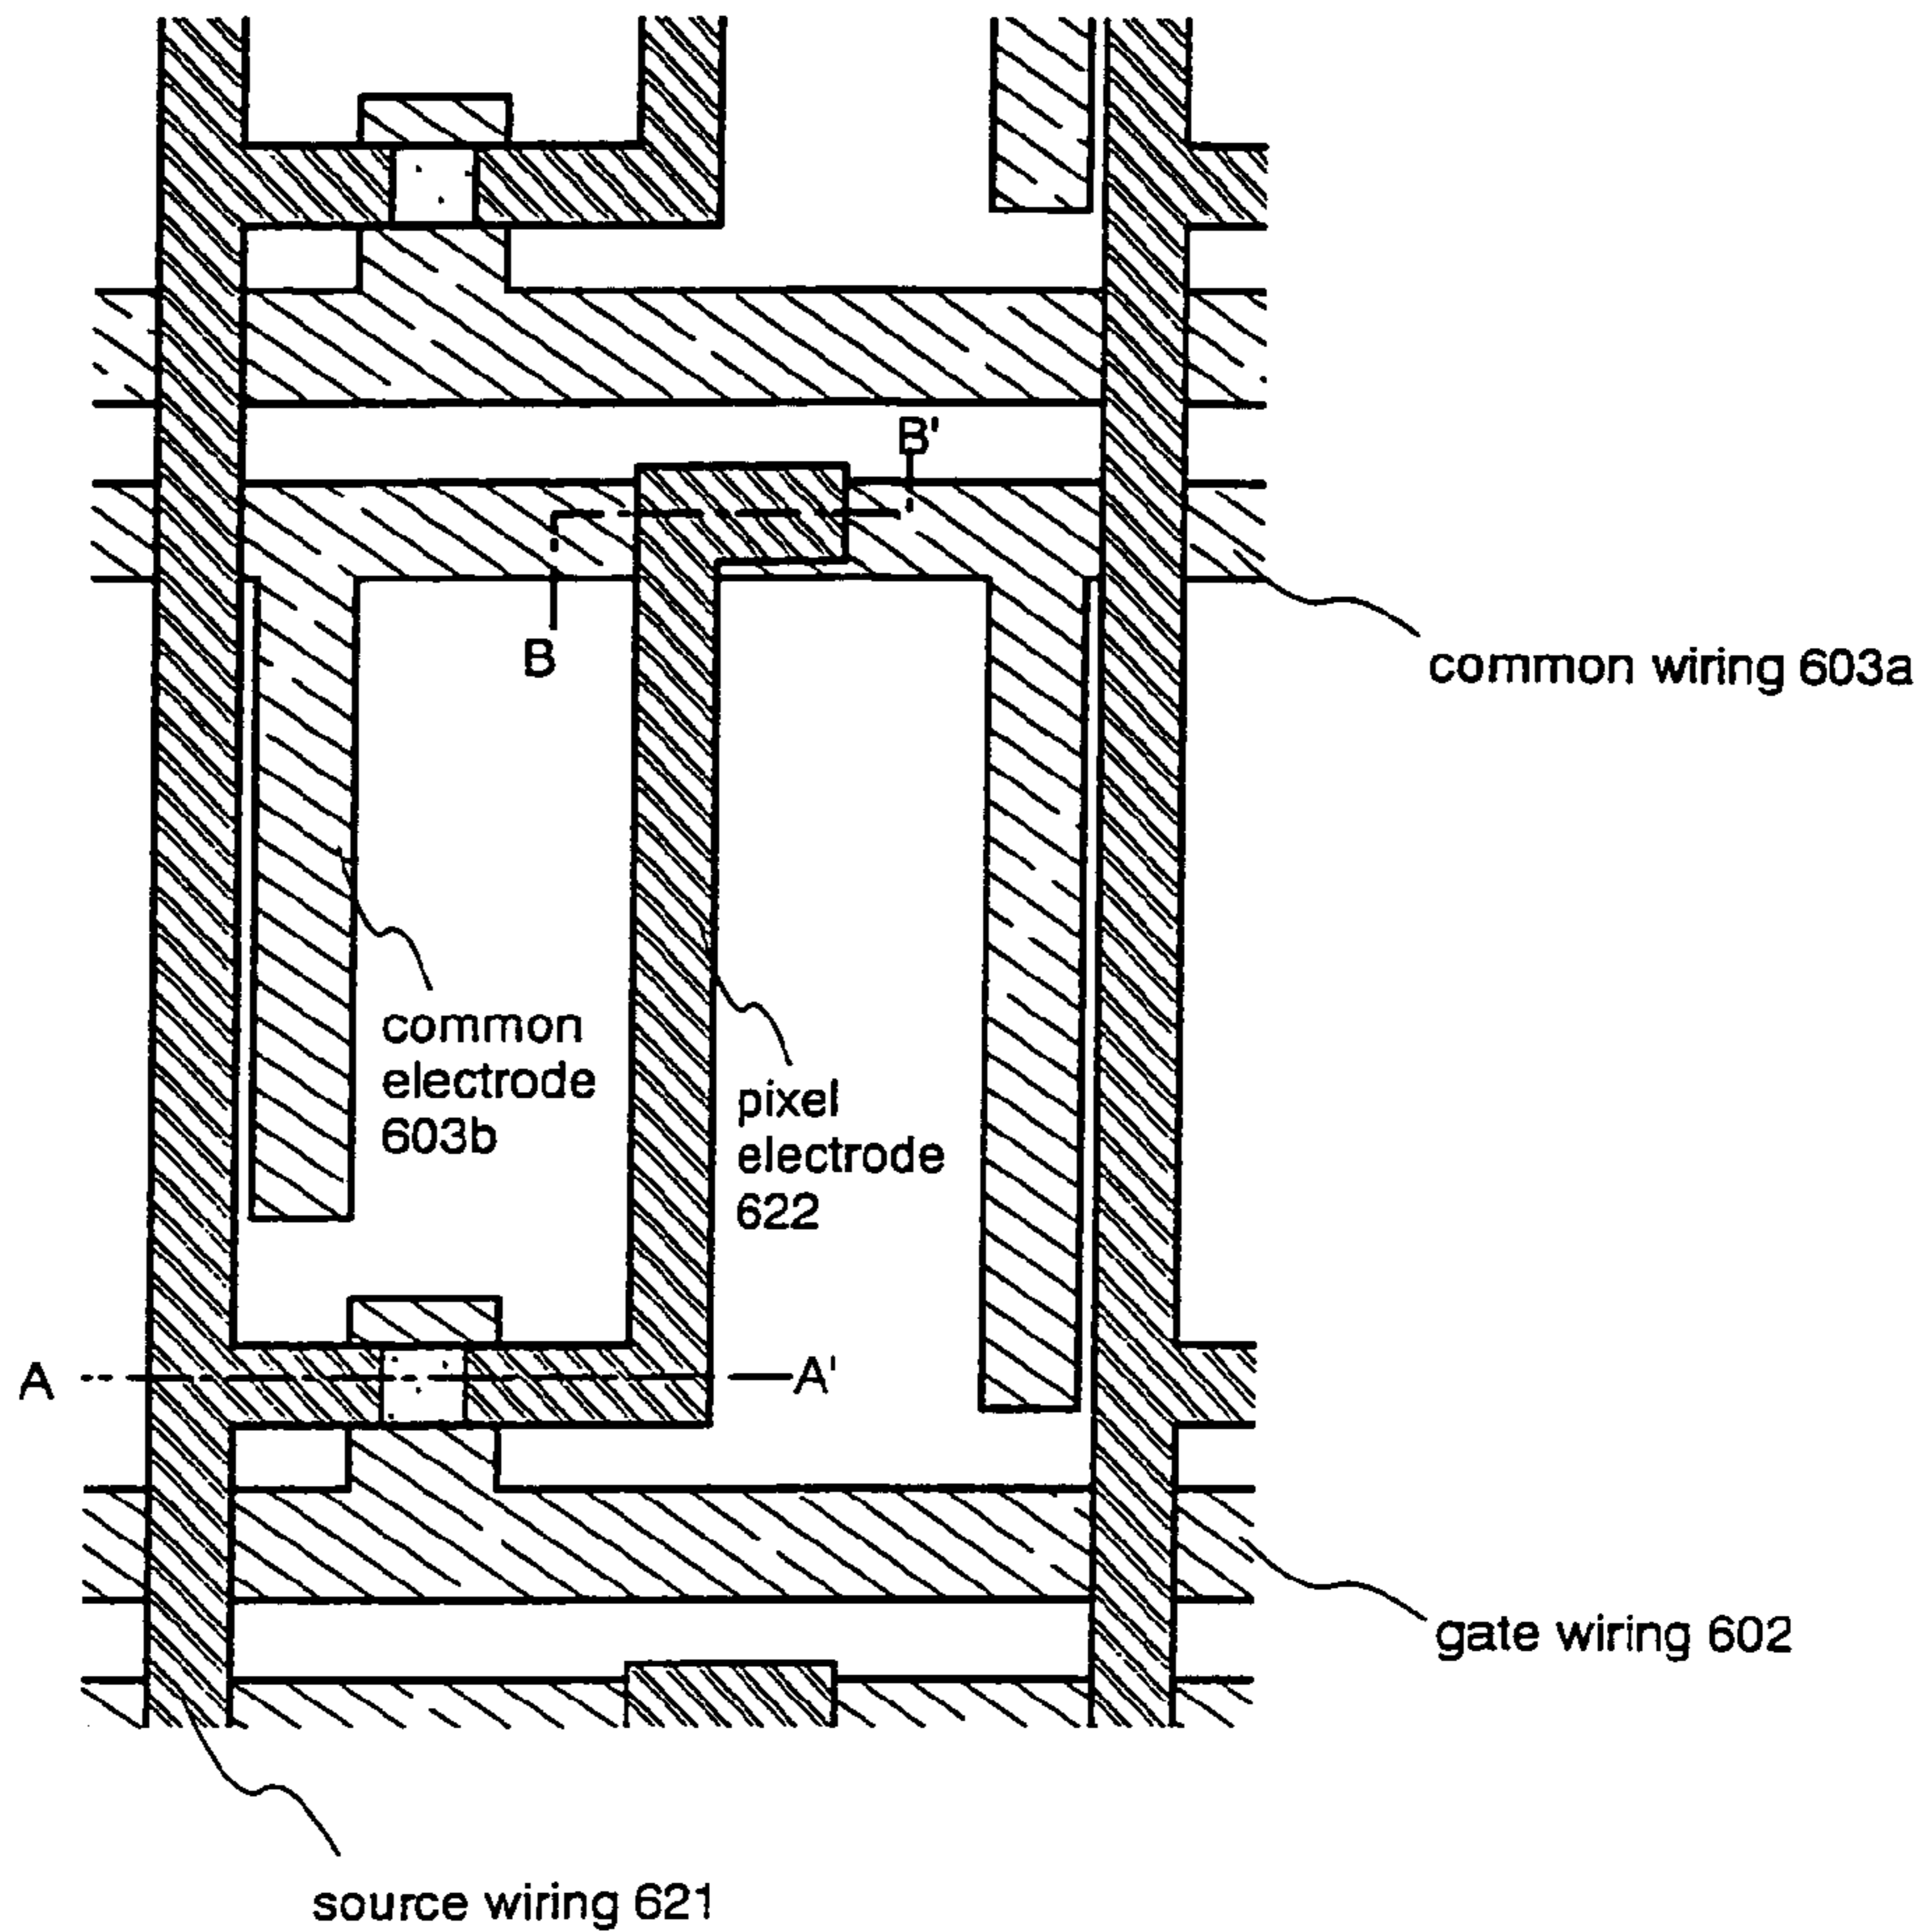 B'
B
common wiring 603a
common
electrode
603b
pixel
electrode
622
A
A'
gate wiring 602
source wiring 621